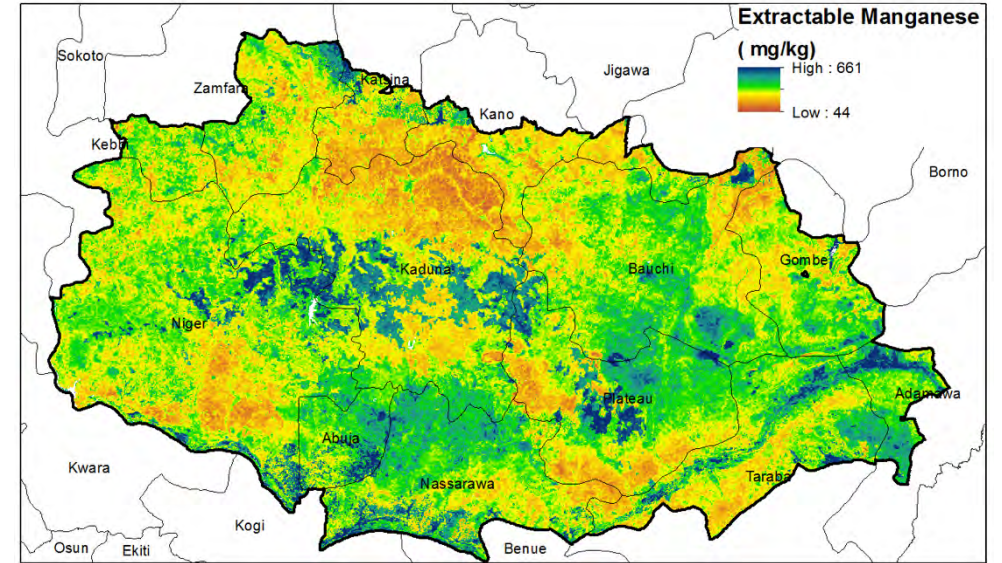 Extractable Manganese
( mg/kg)
High : 661
Low : 44
Sokoto
Zamfara
Katsina
Jigawa
Kano
Kebbi
Borno
Kaduna
Bauchi
Gombe
Niger
Plateau
Adamawa
Abuja
Kwara
Nassarawa
Taraba
Kogi
Osun
Ekiti
Benue